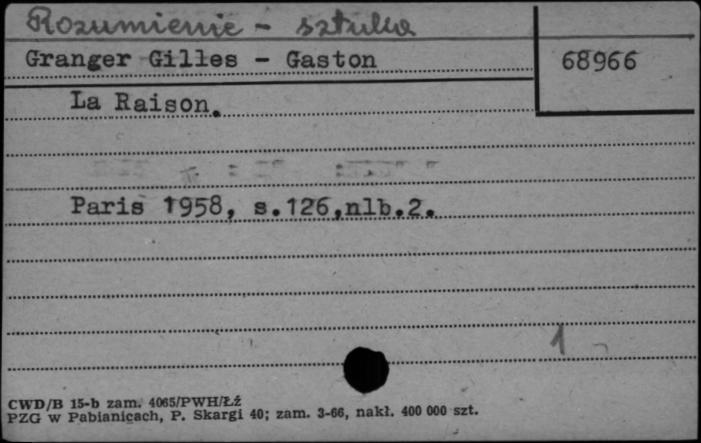 Rozumienie - sztuka
Granger Gilles - Gaston
68966
La Raison.
Paris 1958, s.126,nlb.2.
1
CWD/B 15-b zam. 4065/PWH/Łź
PZG w Pabianicach, P. Skargi 40; zam. 3-66, nakł. 400 000 szt.